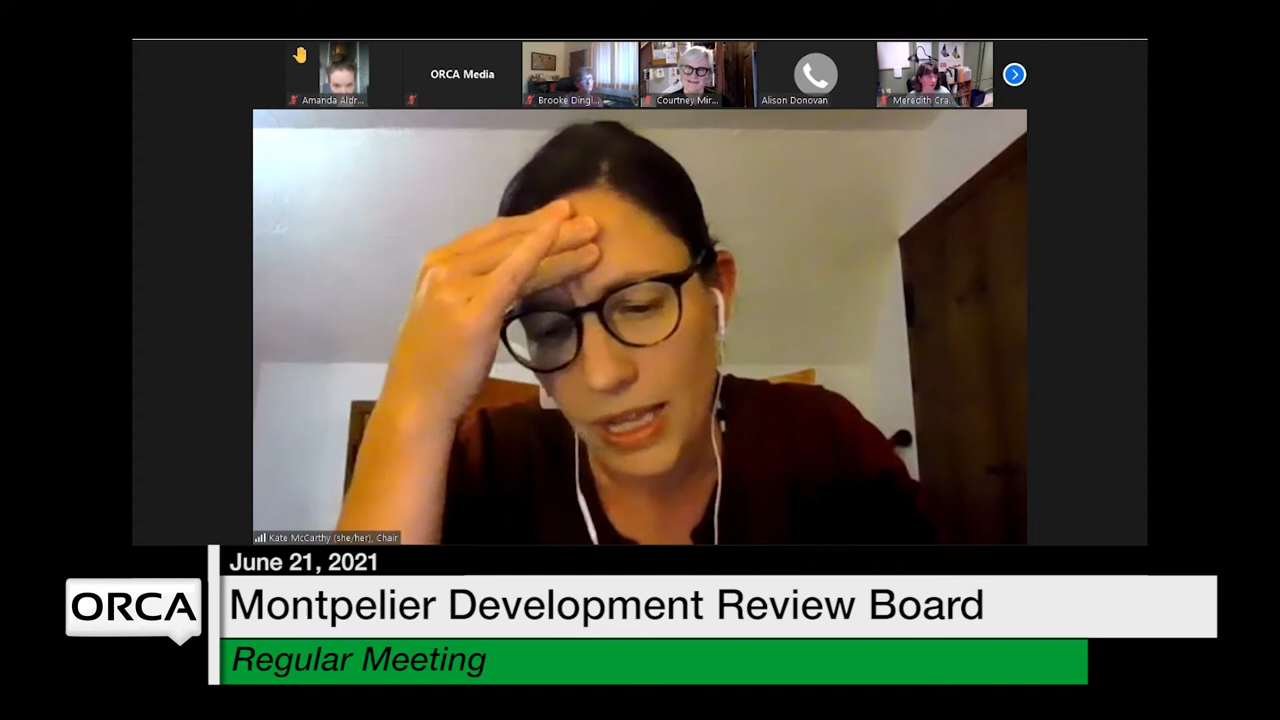 Amanda Aldr...
ORCA Media
Brooke Dingl...
Courtney Mir...
Alison Donovan
Meredith Cra...
Kate McCarthy (she/her), Chair
June 21, 2021
ORCA
Montpelier Development Review Board
Regular Meeting